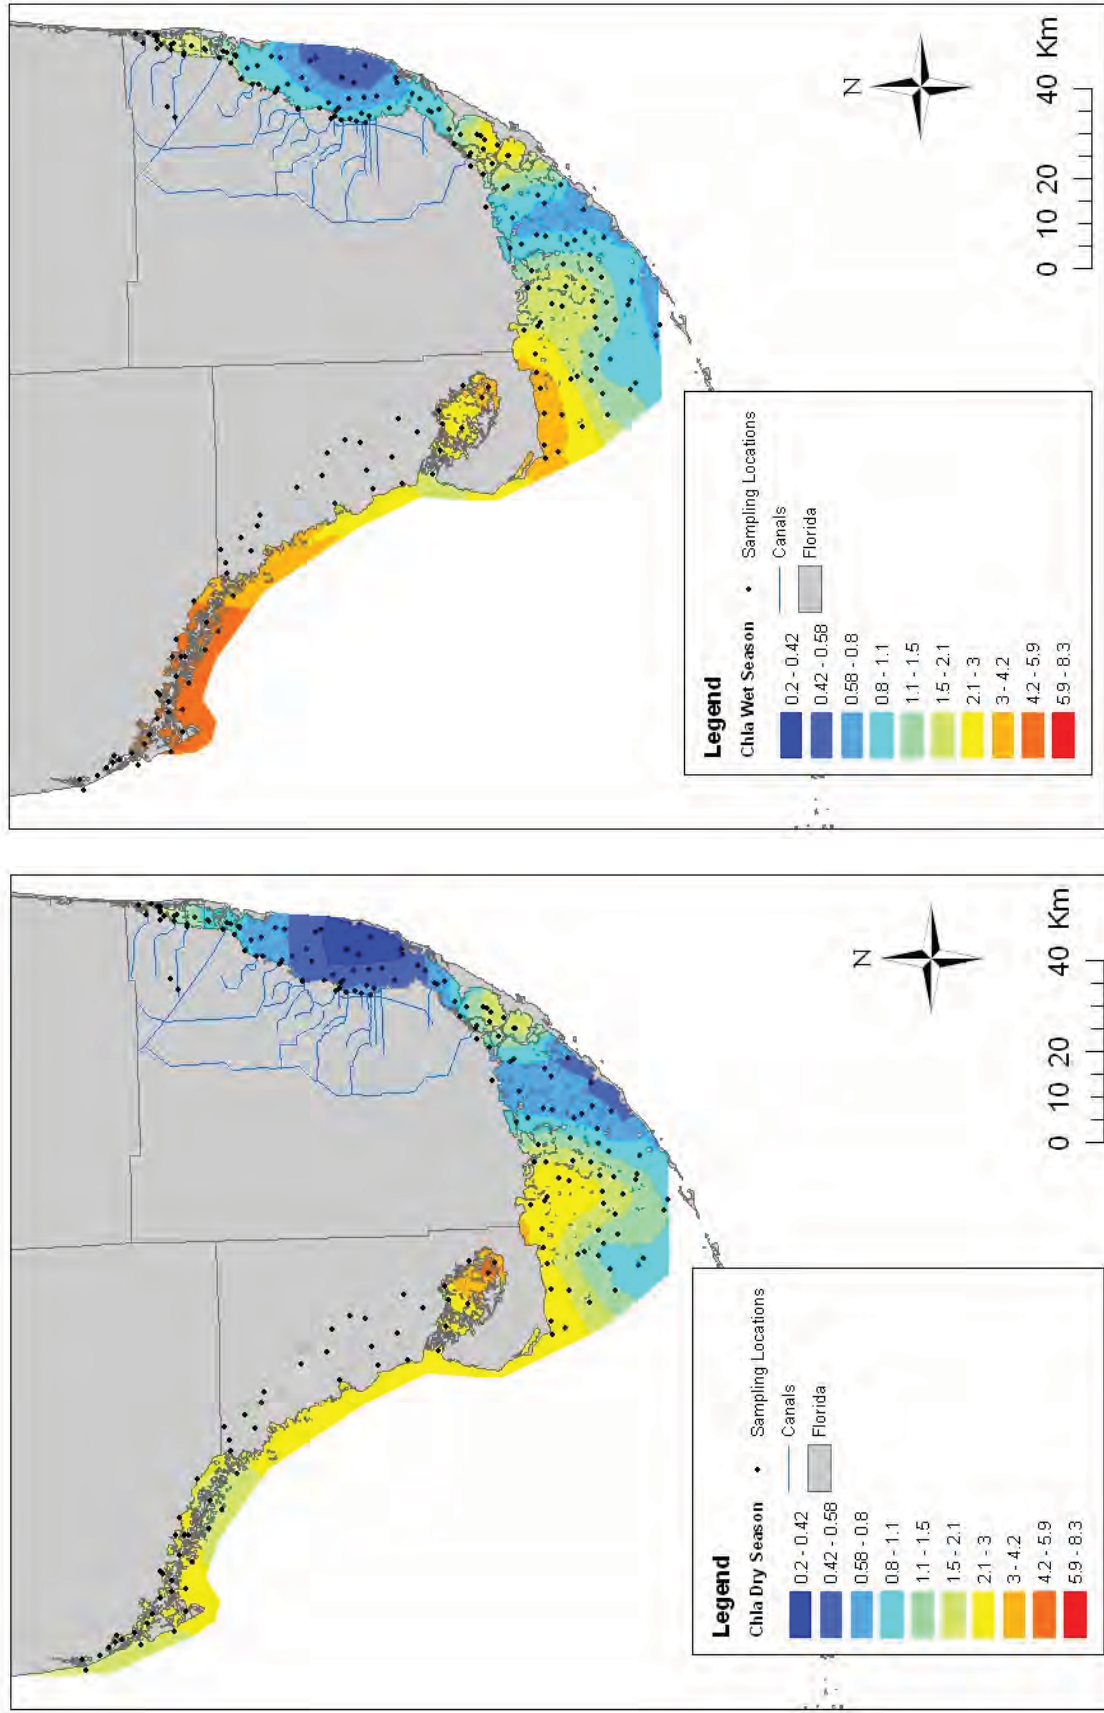 N
40 Km
20
10
0
Legend
Chla Wet Season
0.2 - 0.42
0.42 - 0.58
0.58 - 0.8
0.8 - 1.1
1.1 - 1.5
1.5 - 2.1
2.1 - 3
3 - 4.2
4.2 - 5.9
5.9 - 8.3
Sampling Locations
Canals
Florida
N
40 Km
20
10
0
Legend
Chla Dry Season
0.2 - 0.42
0.42 - 0.58
0.58 - 0.8
0.8 - 1.1
1.1 - 1.5
1.5 - 2.1
2.1 - 3
3 - 4.2
4.2 - 5.9
5.9 - 8.3
Sampling Locations
Canals
Florida